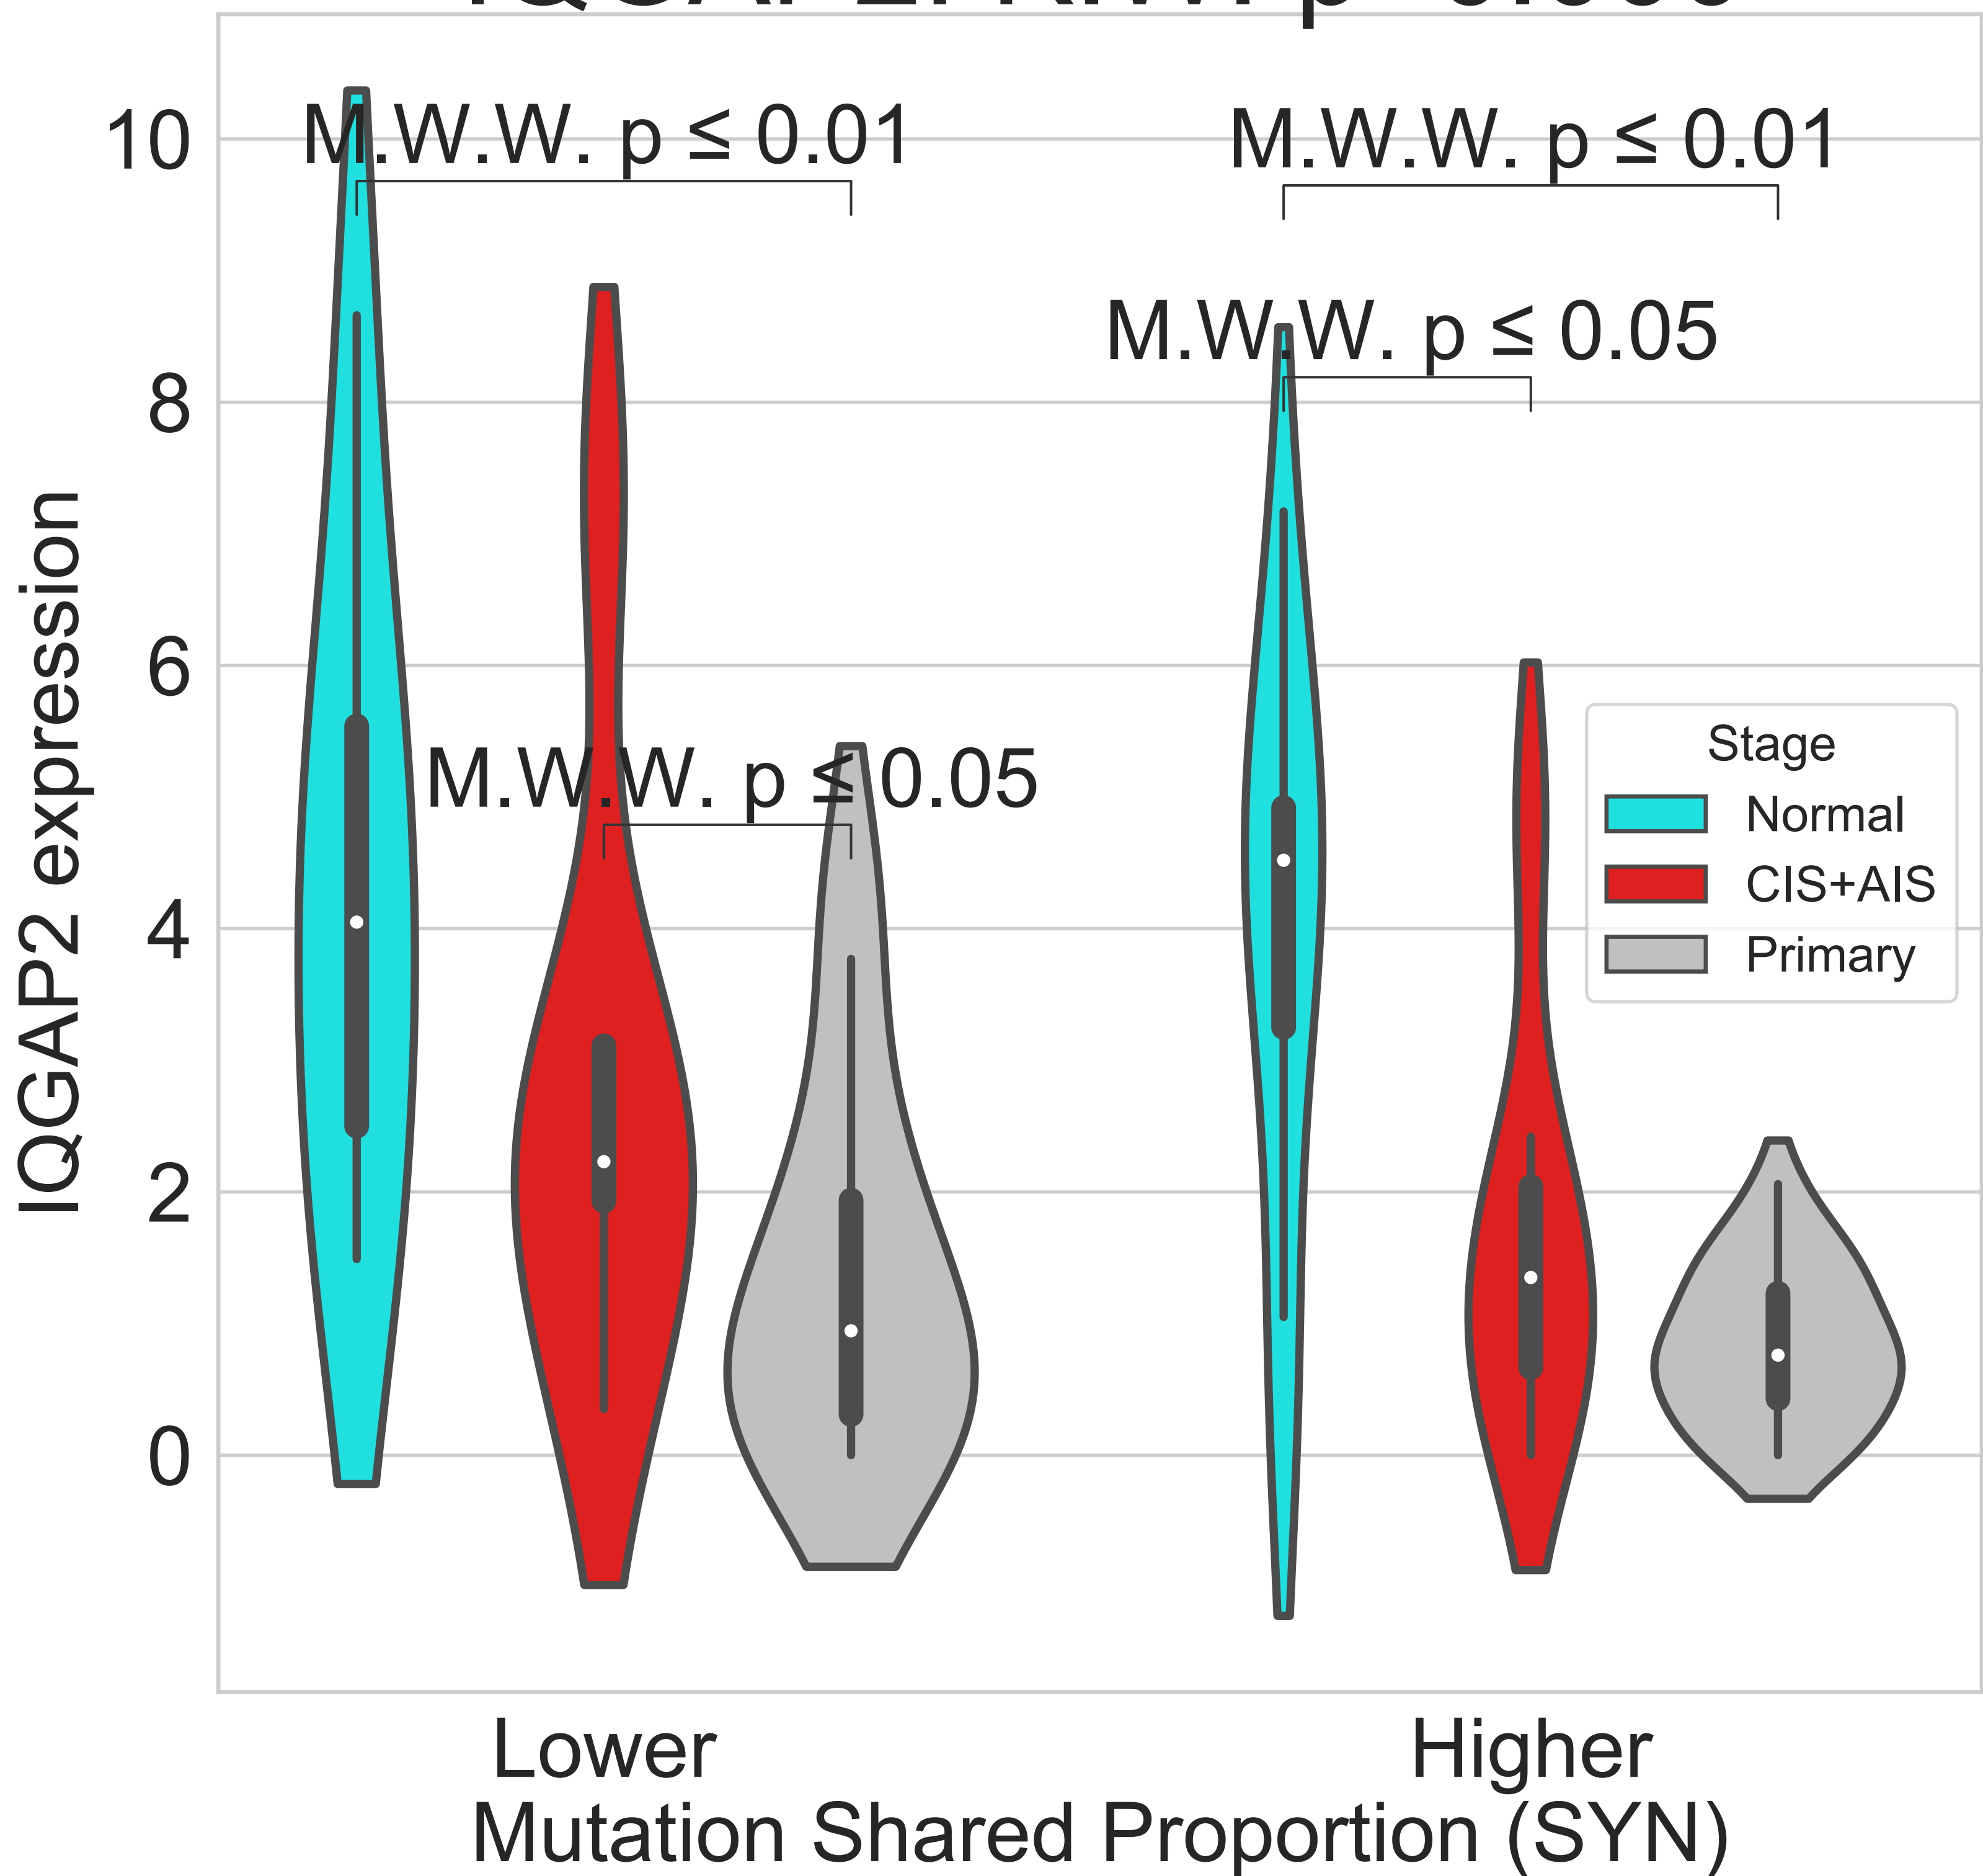 10
8
6
4
2
0
IQGAP2 expression
M.W.W. p ≤ 0.01
M.W.W. p ≤ 0.01
M.W.W. p ≤ 0.05
M.W.W. p ≤ 0.05
Stage
Normal
CIS+AIS
Primary
Lower
Higher
Mutation Shared Proportion (SYN)